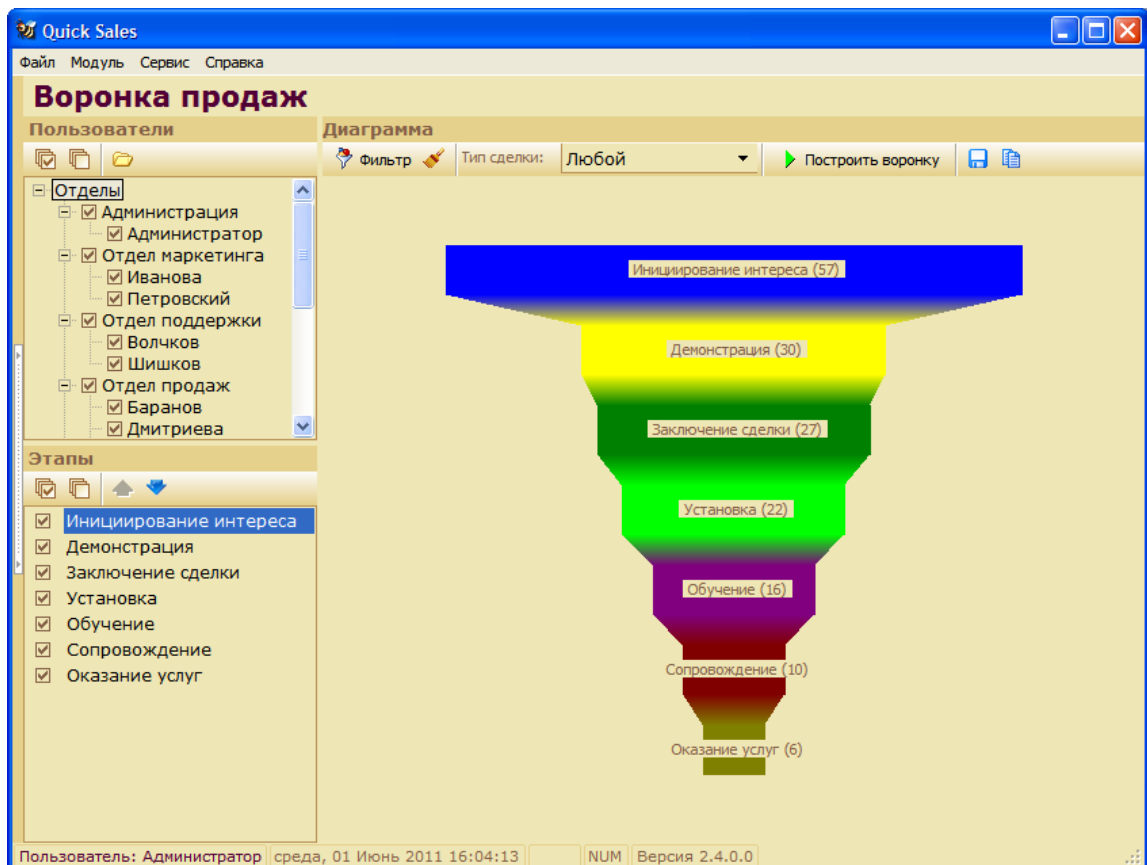 Quick Sales
Файл Модуль Сервис Справка
Воронка продаж
Пользователи
Отделы
Администрация
Администратор
Отдел маркетинга
Иванова
Петровский
Отдел поддержки
Волчков
Шишков
Отдел продаж
Баранов
Дмитриева
Этапы
Инициирование интереса
Демонстрация
Заключение сделки
Установка
Обучение
Сопровождение
Оказание услуг
Диаграмма
Фильтр Тип сделки: Любой Построить воронку
Инициирование интереса (57)
Демонстрация (30)
Заключение сделки (27)
Установка (22)
Обучение (16)
Сопровождение (10)
Оказание услуг (6)
Пользователь: Администратор среда, 01 Июнь 2011 16:04:13 NUM Версия 2.4.0.0